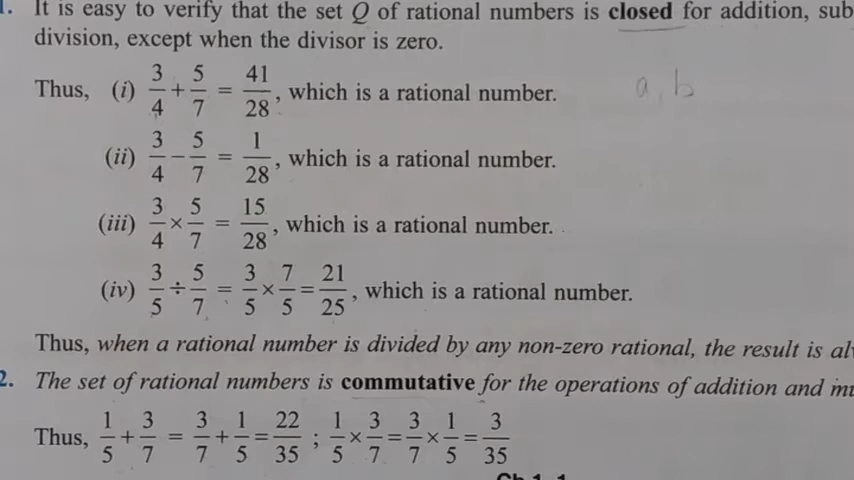 1. It is easy to verify that the set Q of rational numbers is closed for addition, sub
division, except when the divisor is zero.
Thus, (i) 3/4 + 5/7 = 41/28, which is a rational number.
a, b
(ii) 3/4 − 5/7 = 1/28, which is a rational number.
(iii) 3/4 × 5/7 = 15/28, which is a rational number.
(iv) 3/5 ÷ 5/7 = 3/5 × 7/5 = 21/25, which is a rational number.
Thus, when a rational number is divided by any non-zero rational, the result is
2. The set of rational numbers is commutative for the operations of addition and
Thus, 1/5 + 3/7 = 3/7 + 1/5 = 22/35 ; 1/5 × 3/7 = 3/7 × 1/5 = 3/35